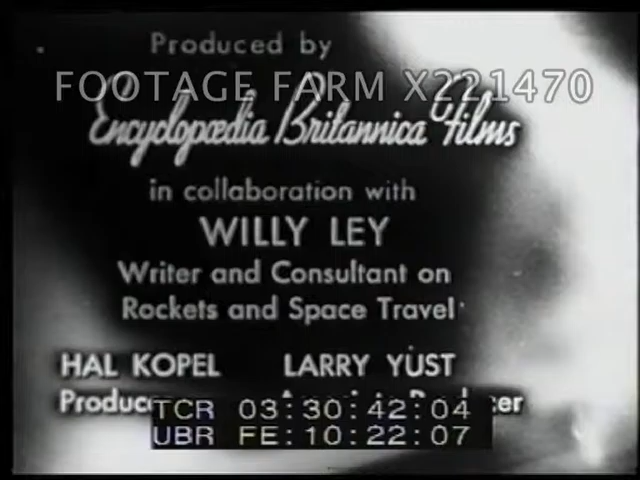 Produced by
FOOTAGE FARM X221470
Encyclopædia Britannica Films
in collaboration with
WILLY LEY
Writer and Consultant on
Rockets and Space Travel
HAL KOPEL LARRY YUST
TCR 03:30:42:04
UBR FE:10:22:07